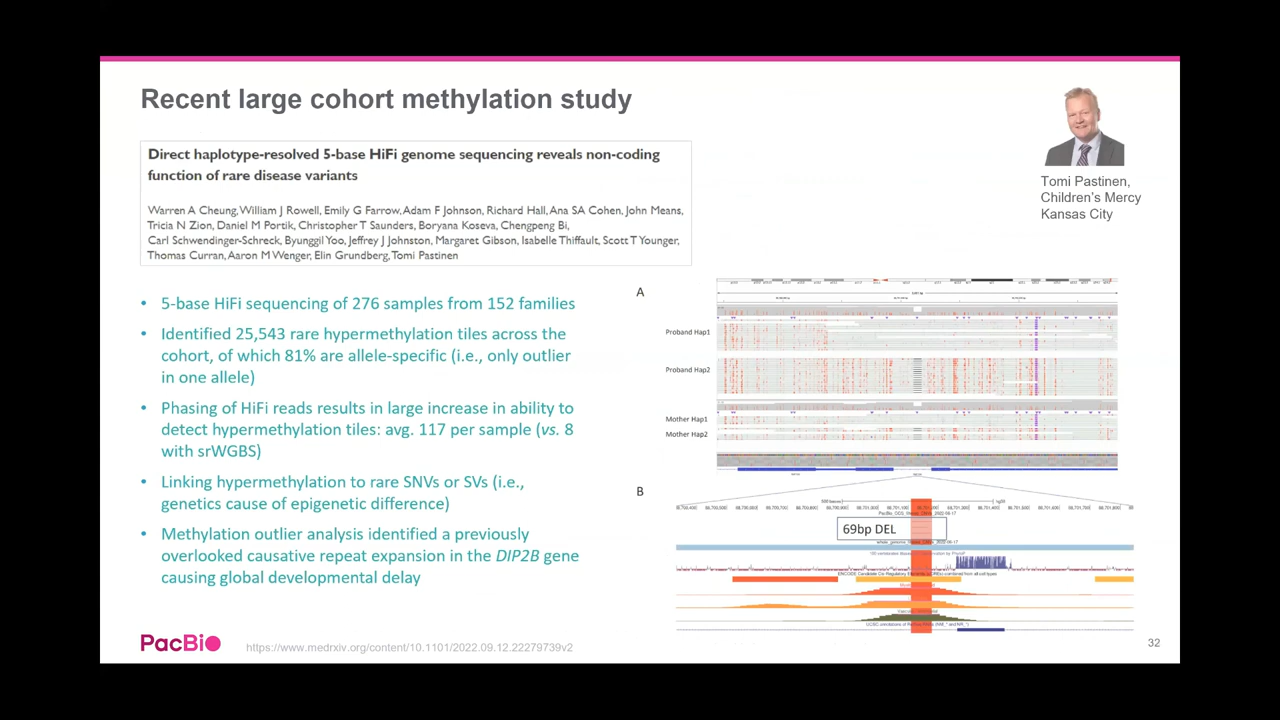 Recent large cohort methylation study
Direct haplotype-resolved 5-base HiFi genome sequencing reveals non-coding
function of rare disease variants
Warren A Cheung, William J Rowell, Emily G Farrow, Adam F Johnson, Richard Hall, Ana SA Cohen, John Means,
Tricia N Zion, Daniel M Portik, Christopher T Saunders, Boryana Koseva, Chengpeng Bi,
Carl Schwendinger-Schreck, Byunggil Yoo, Jeffrey J Johnston, Margaret Gibson, Isabelle Thiffault, Scott T Younger,
Thomas Curran, Aaron M Wenger, Elin Grundberg, Tomi Pastinen
Tomi Pastinen,
Children's Mercy
Kansas City
• 5-base HiFi sequencing of 276 samples from 152 families
• Identified 25,543 rare hypermethylation tiles across the
cohort, of which 81% are allele-specific (i.e., only outlier
in one allele)
• Phasing of HiFi reads results in large increase in ability to
detect hypermethylation tiles: avg. 117 per sample (vs. 8
with srWGBS)
• Linking hypermethylation to rare SNVs or SVs (i.e.,
genetics cause of epigenetic difference)
• Methylation outlier analysis identified a previously
overlooked causative repeat expansion in the DIP2B gene
causing global developmental delay
A
Proband Hap1
Proband Hap2
Mother Hap1
Mother Hap2
B
69bp DEL
PacBio
https://www.medrxiv.org/content/10.1101/2022.09.12.22279739v2
32